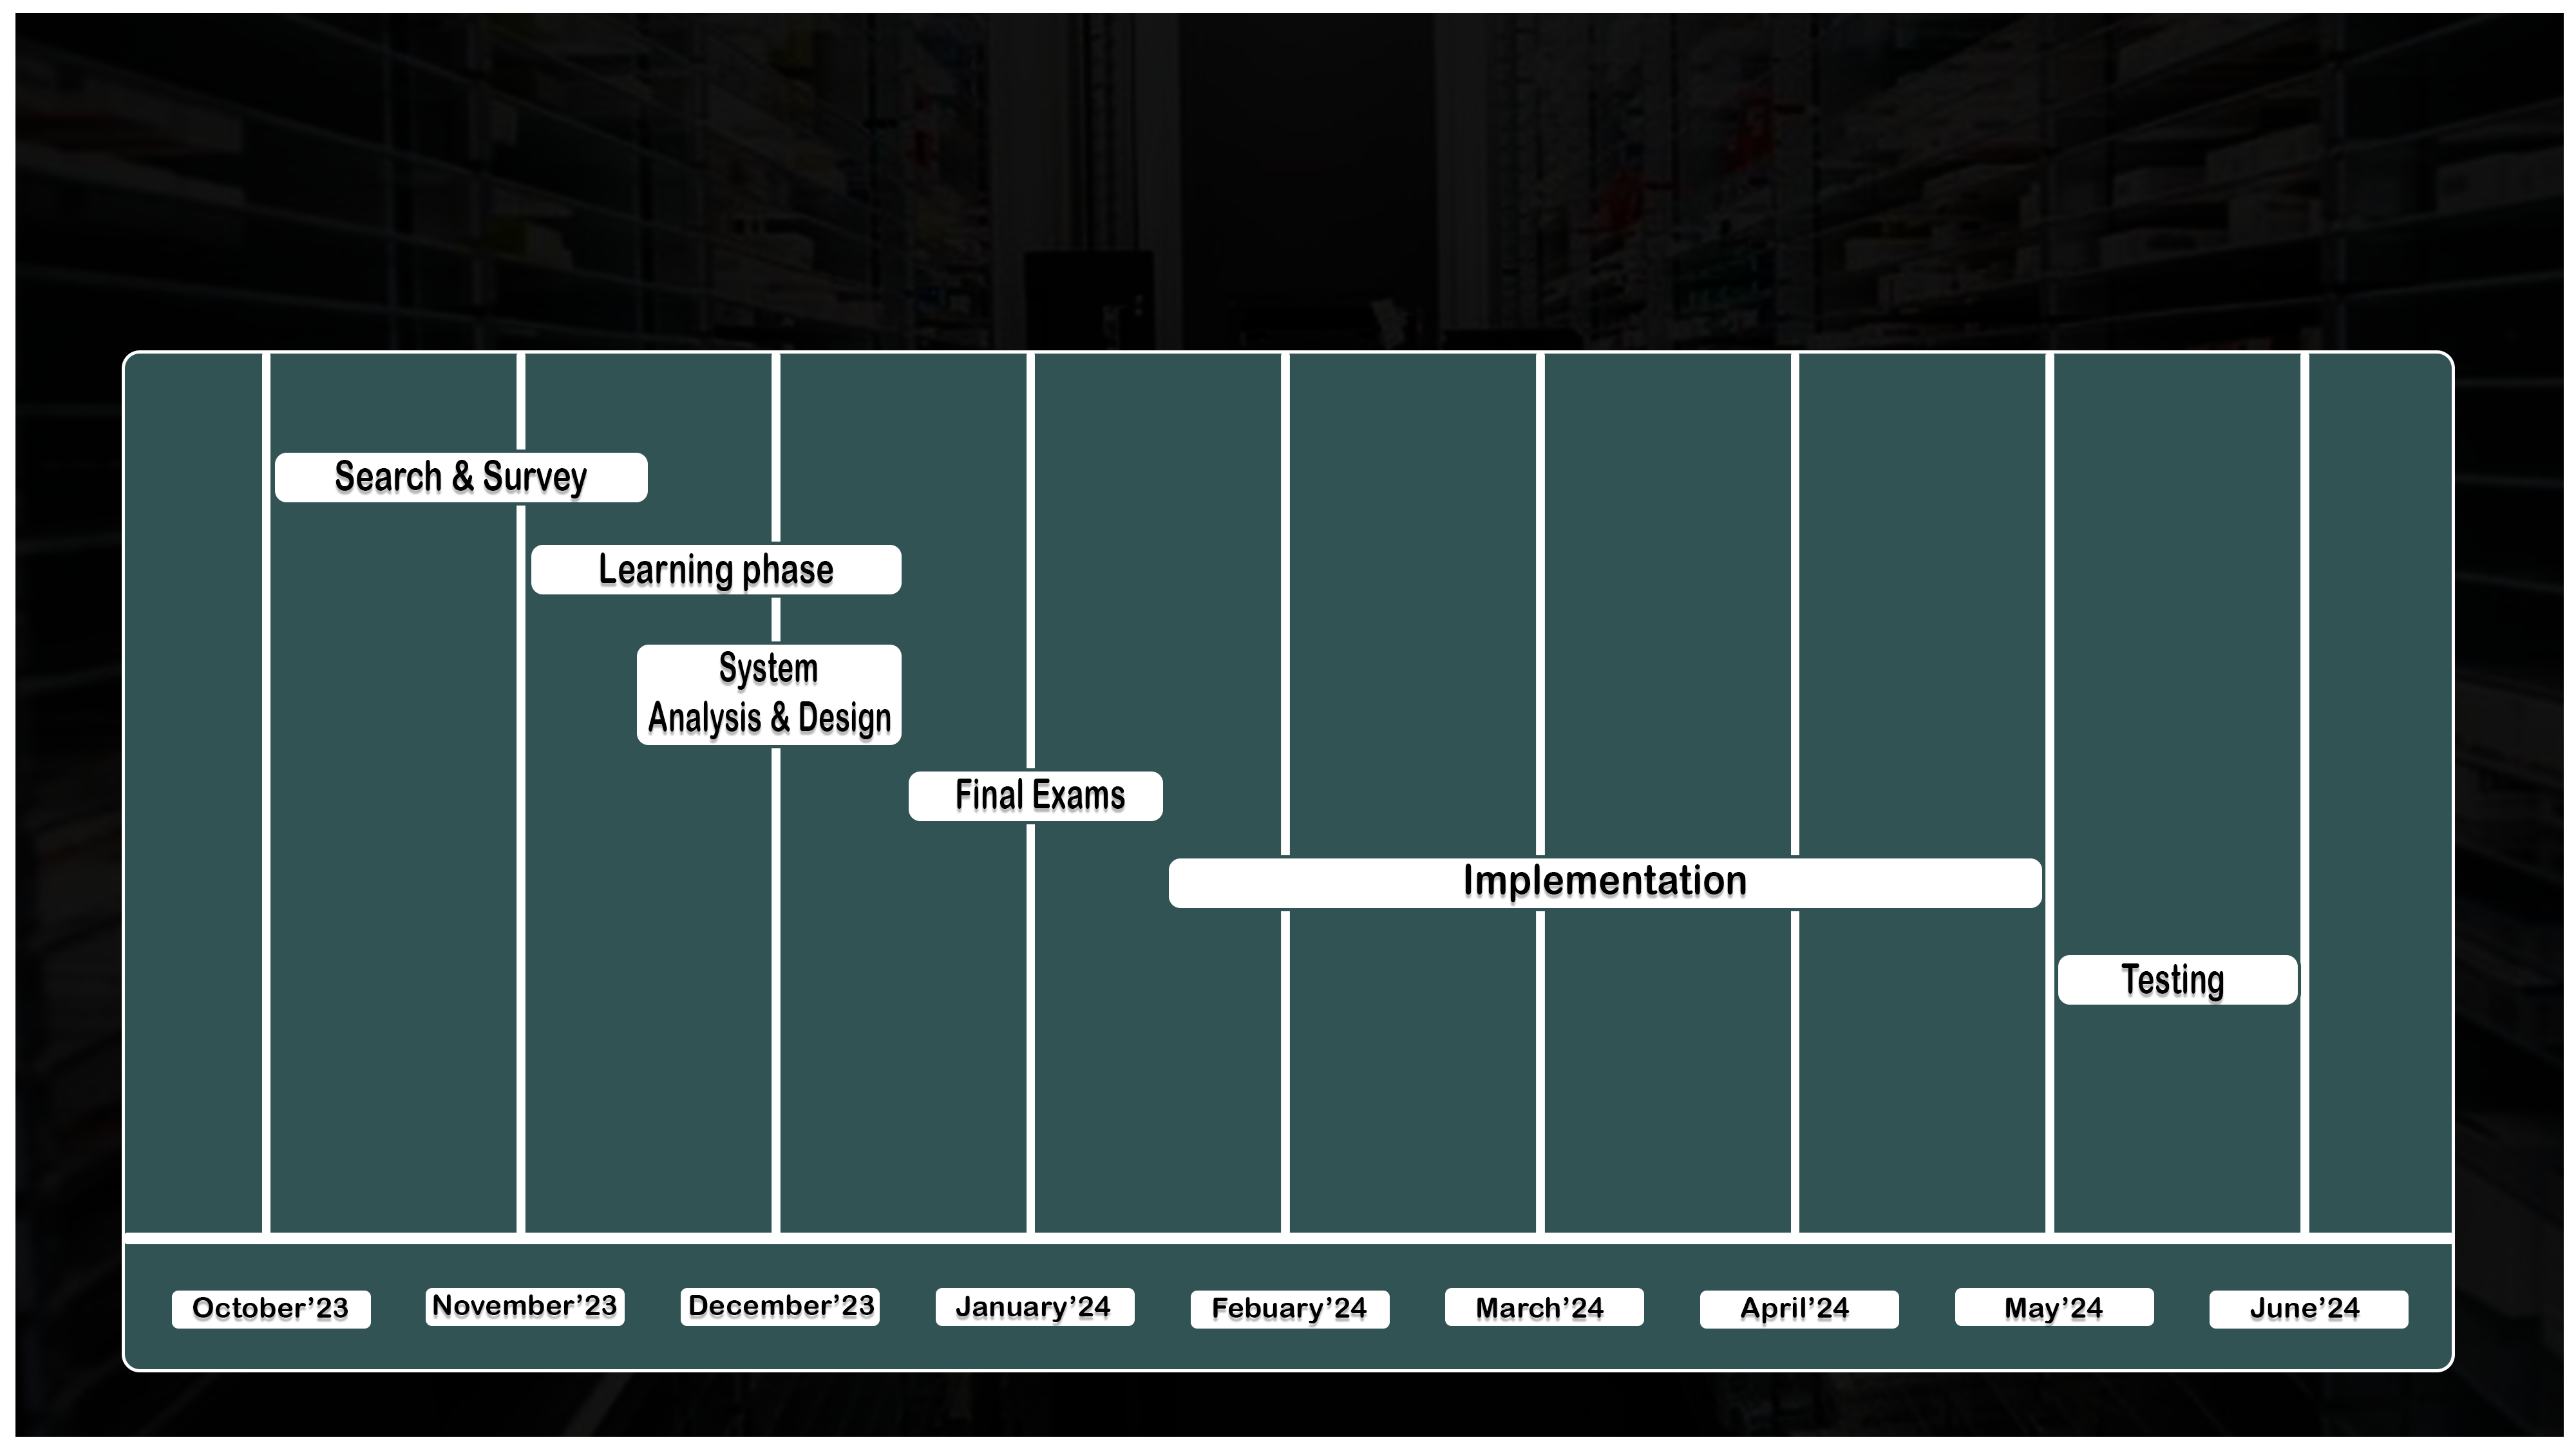 Search & Survey
Learning phase
System
Analysis & Design
Final Exams
Implementation
Testing
October’23
November’23
December’23
January’24
Febuary’24
March’24
April’24
May’24
June’24